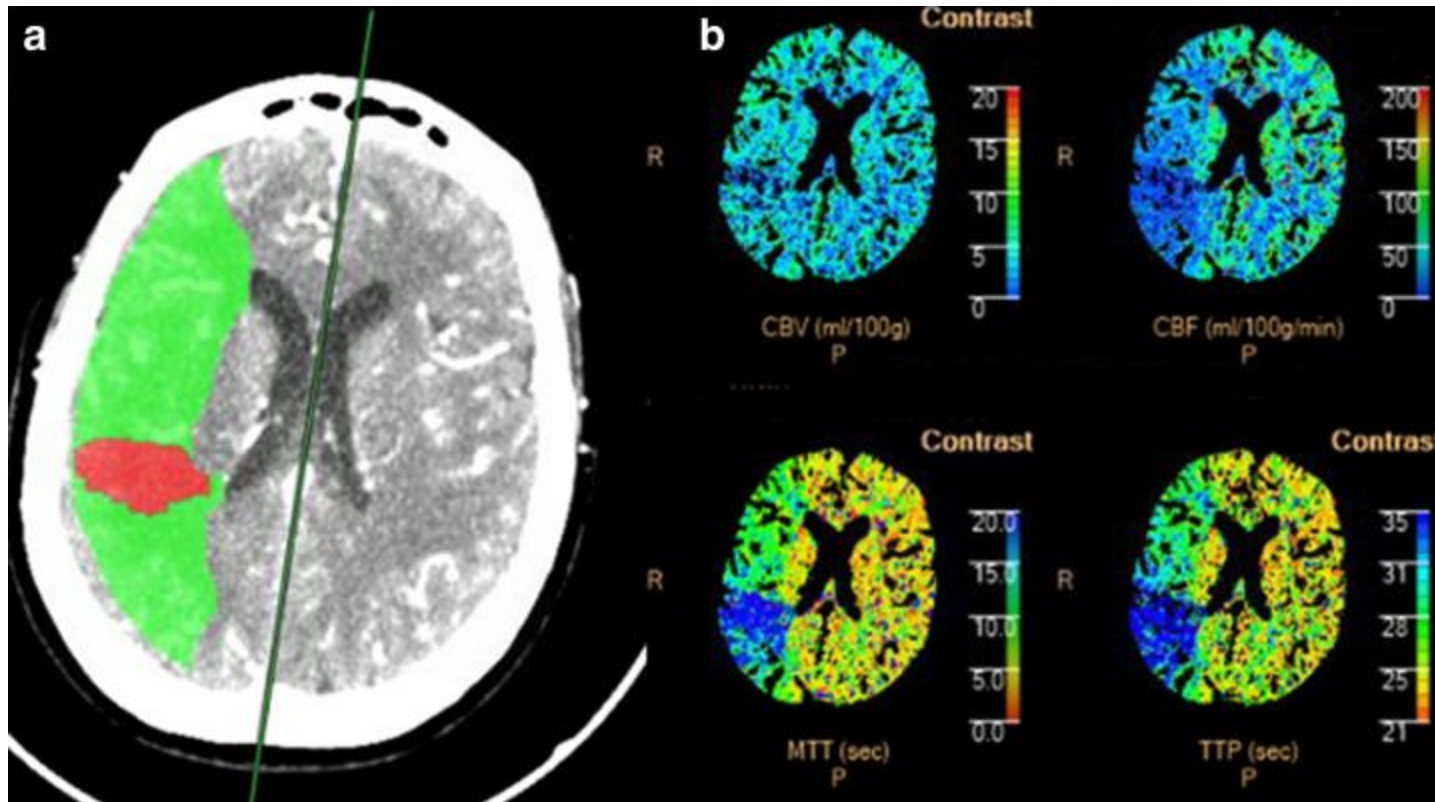 a
b
Contrast
R
20
15
10
5
0
CBV (ml/100g)
P
R
200
150
100
50
0
CBF (ml/100g/min)
P
Contrast
R
20.0
15.0
10.0
5.0
0.0
MTT (sec)
P
Contrast
R
35
31
28
25
21
TTP (sec)
P